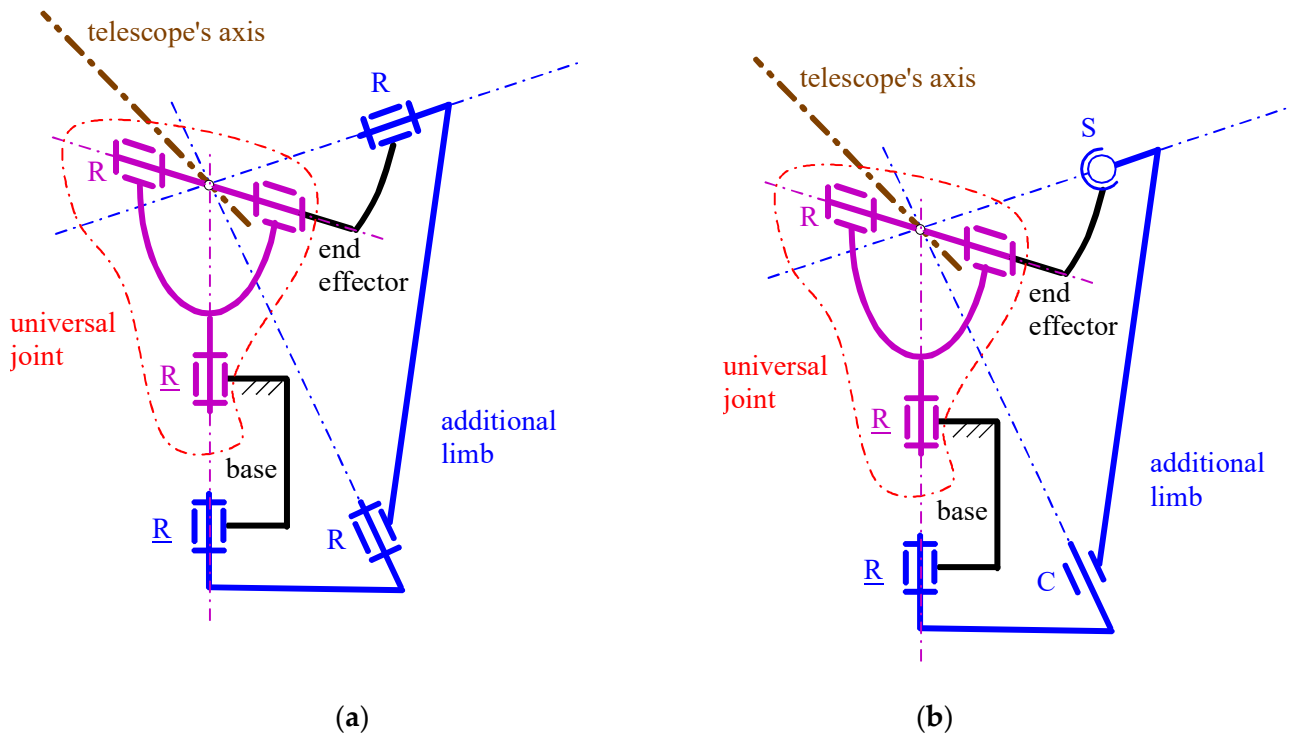 telescope's axis
R
R
end
effector
universal
joint
R
additional
limb
base
R
R
(a)
telescope's axis
S
R
end
effector
universal
joint
R
additional
limb
base
R
C
(b)